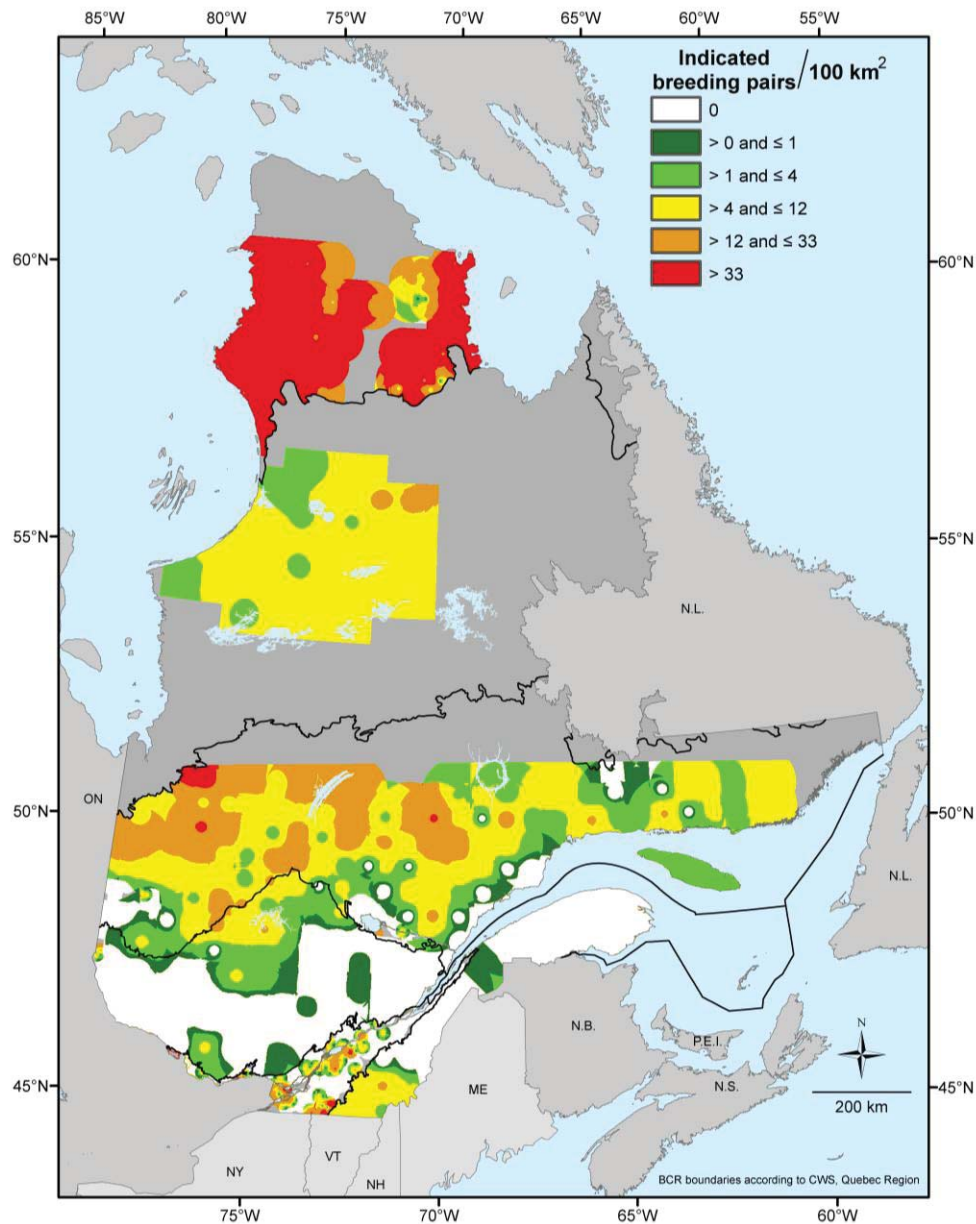 85°W 80°W 75°W 70°W 65°W 60°W 55°W
Indicated
breeding pairs/100 km²
0
> 0 and ≤ 1
> 1 and ≤ 4
> 4 and ≤ 12
> 12 and ≤ 33
> 33
60°N 60°N
55°N 55°N
N.L.
ON
50°N 50°N
N.L.
N.B.
P.E.I.
N
45°N 45°N
ME
N.S.
200 km
NY
VT
NH
BCR boundaries according to CWS, Quebec Region
75°W 70°W 65°W 60°W